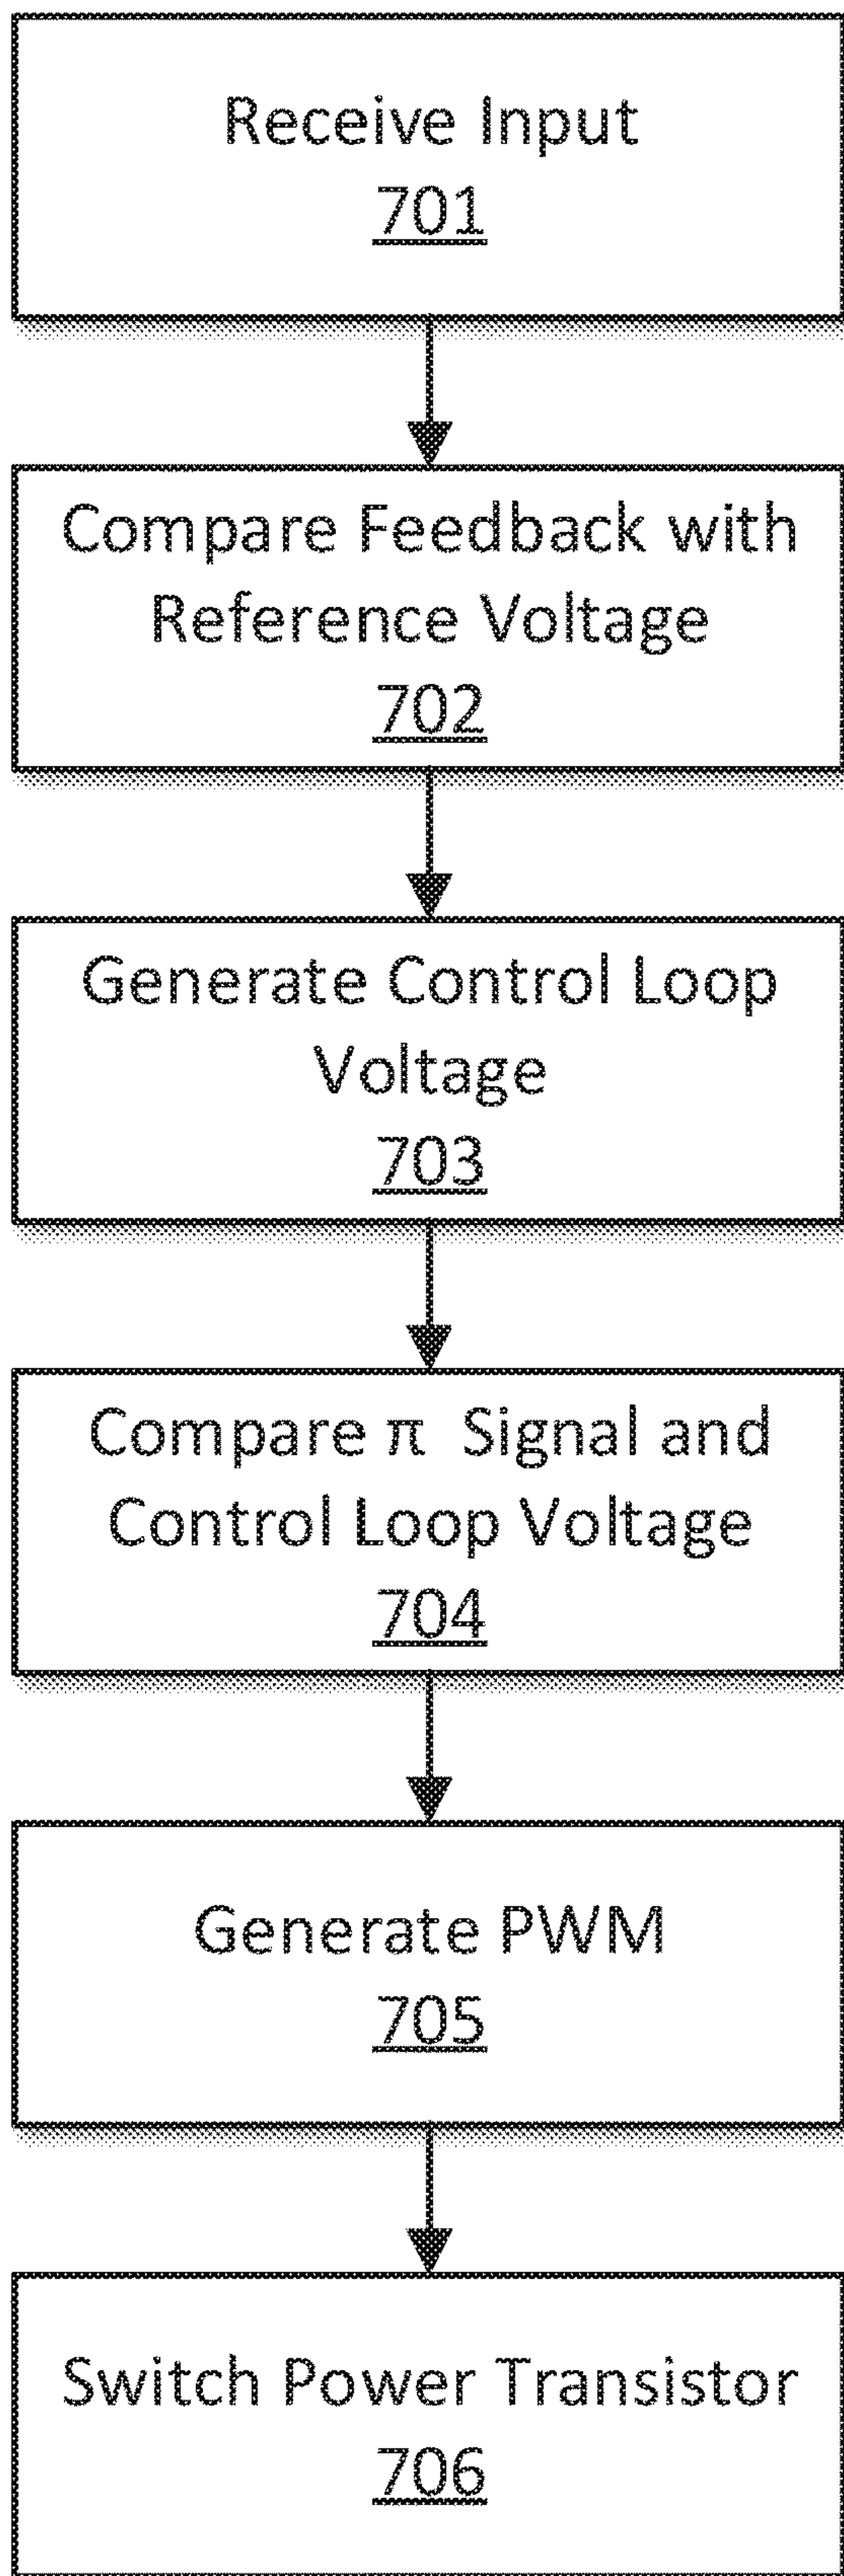 Receive Input
701
Compare Feedback with
Reference Voltage
702
Generate Control Loop
Voltage
703
Compare π Signal and
Control Loop Voltage
704
Generate PWM
705
Switch Power Transistor
706